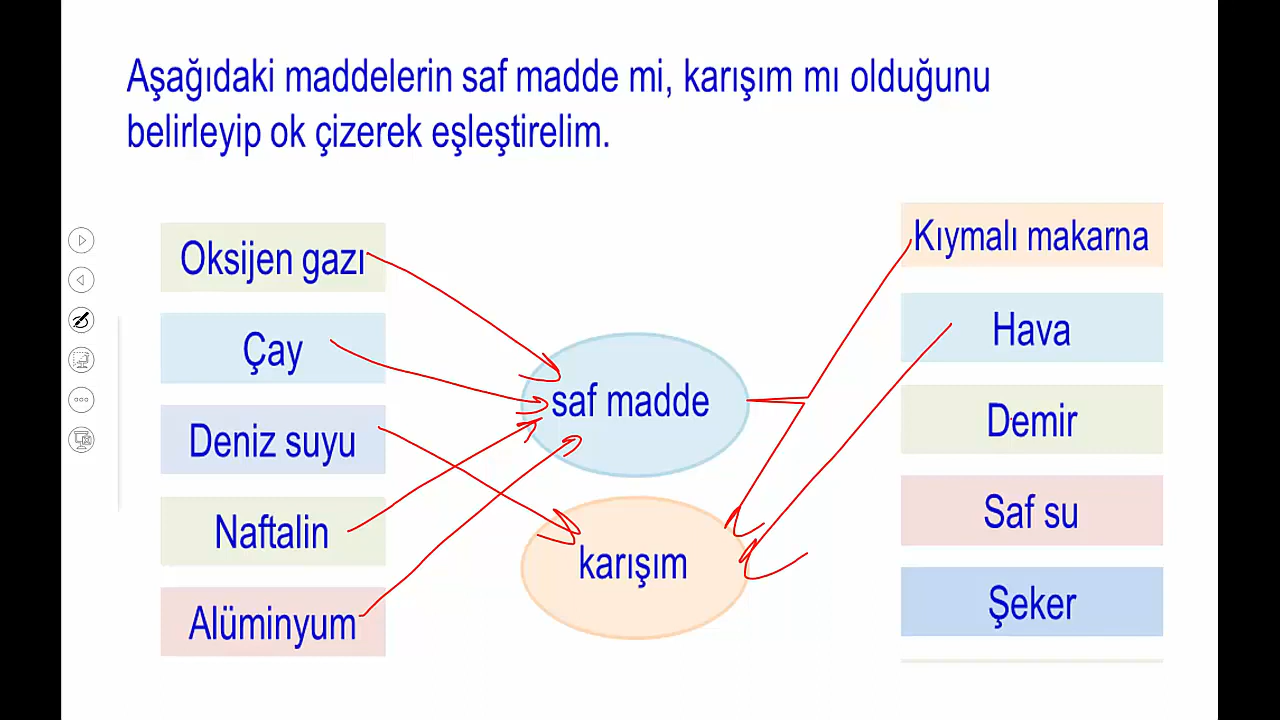 Aşağıdaki maddelerin saf madde mi, karışım mı olduğunu
belirleyip ok çizerek eşleştirelim.
Oksijen gazı
Çay
Deniz suyu
Naftalin
Alüminyum
saf madde
karışım
Kıymalı makarna
Hava
Demir
Saf su
Şeker